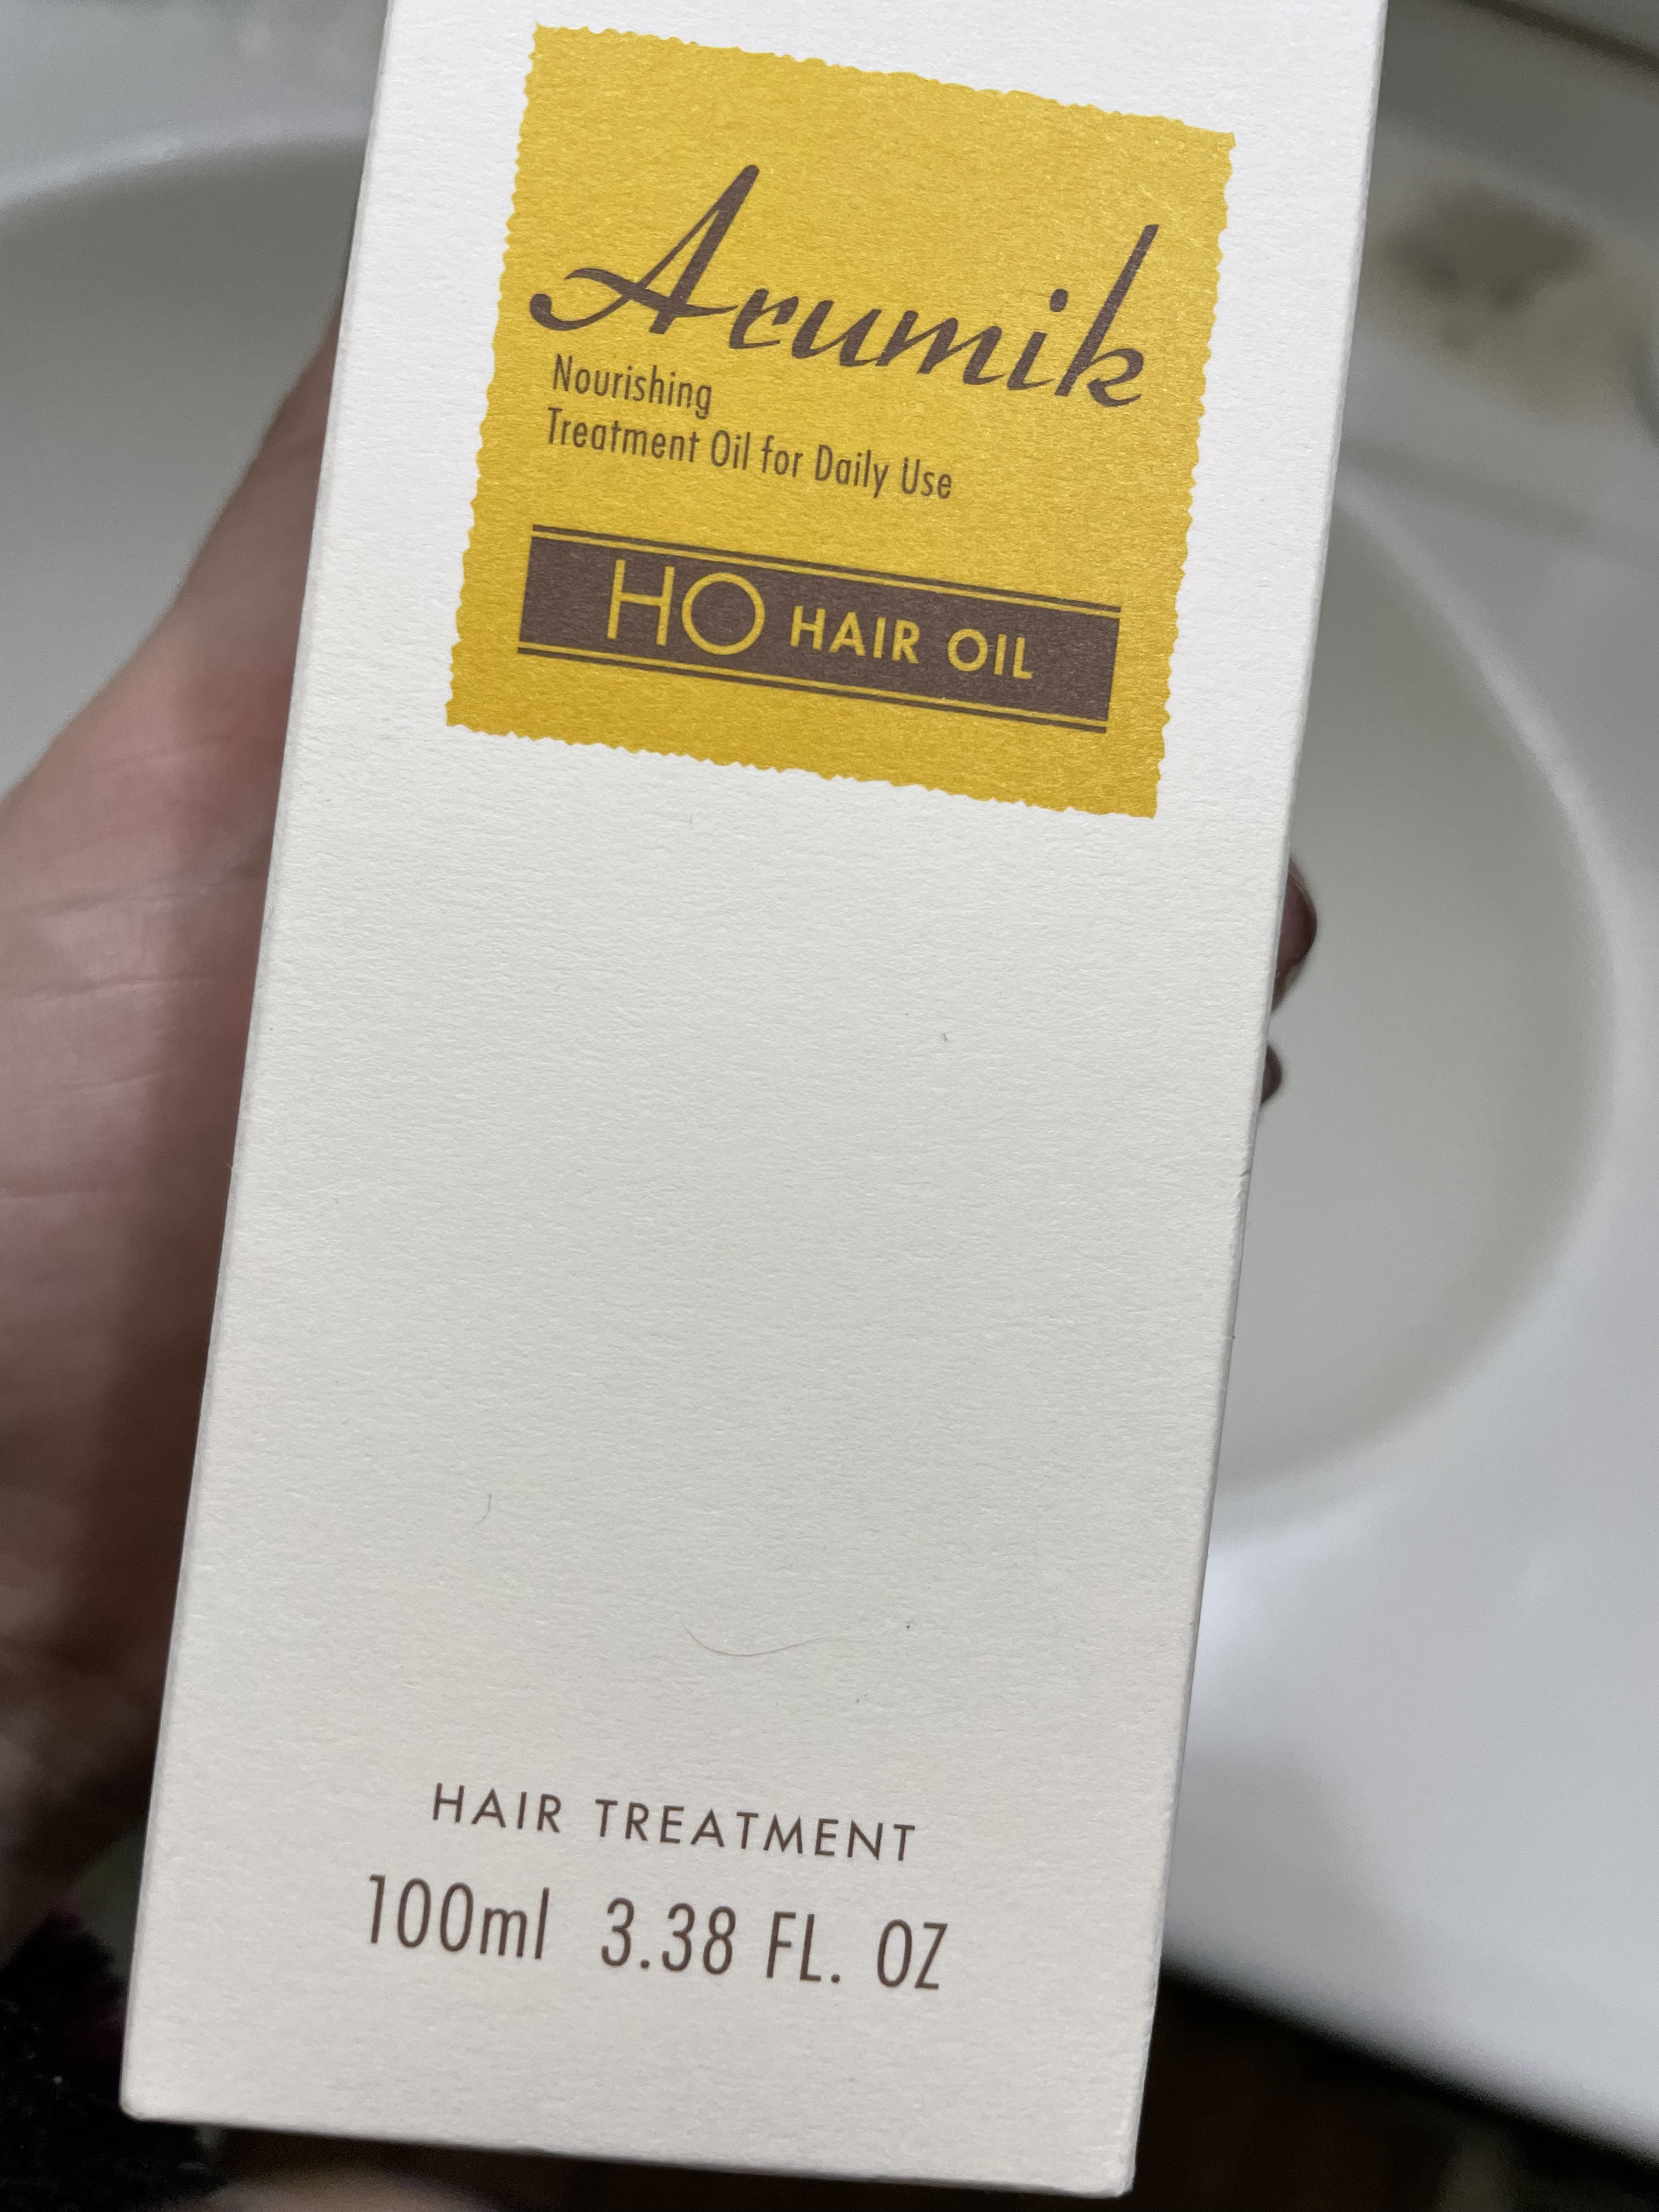 Arumik
Nourishing
Treatment Oil for Daily Use
HO HAIR OIL
HAIR TREATMENT
100ml 3.38 FL. OZ